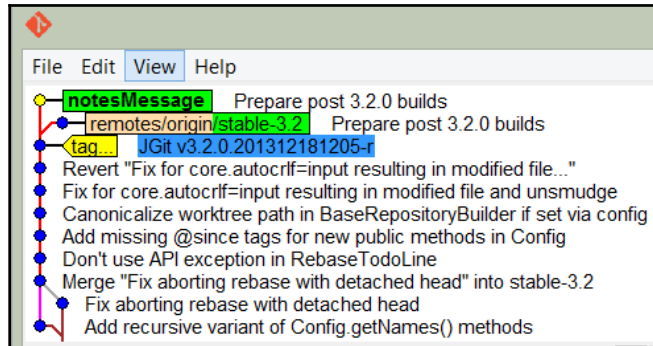 File Edit View Help
notesMessage Prepare post 3.2.0 builds
remotes/origin/stable-3.2 Prepare post 3.2.0 builds
tag... JGit v3.2.0.201312181205-r
Revert "Fix for core.autocrlf=input resulting in modified file..."
Fix for core.autocrlf=input resulting in modified file and unsmudge
Canonicalize worktree path in BaseRepositoryBuilder if set via config
Add missing @since tags for new public methods in Config
Don't use API exception in RebaseTodoLine
Merge "Fix aborting rebase with detached head" into stable-3.2
Fix aborting rebase with detached head
Add recursive variant of Config.getNames() methods